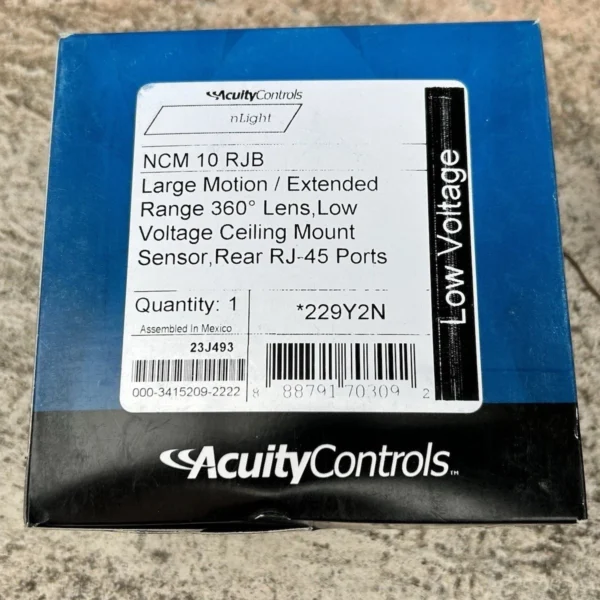 AcuityControls
nLight
NCM 10 RJB
Large Motion / Extended
Range 360° Lens,Low
Voltage Ceiling Mount
Sensor,Rear RJ-45 Ports
Low Voltage
Quantity: 1
*229Y2N
Assembled In Mexico
23J493
000-3415209-2222
8 88791 70309 2
AcuityControls™